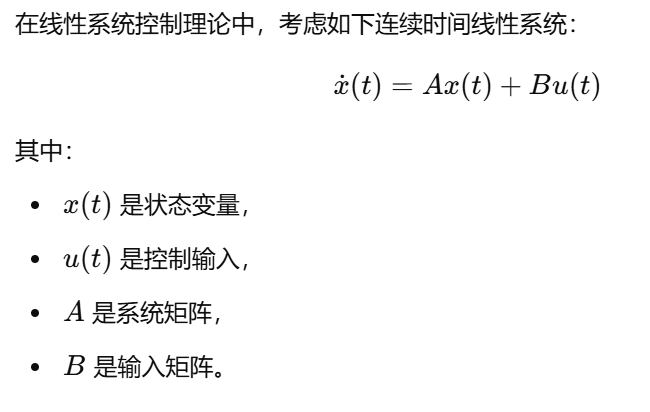 在线性系统控制理论中，考虑如下连续时间线性系统：
ẋ(t) = Ax(t) + Bu(t)
其中：
• x(t) 是状态变量，
• u(t) 是控制输入，
• A 是系统矩阵，
• B 是输入矩阵。